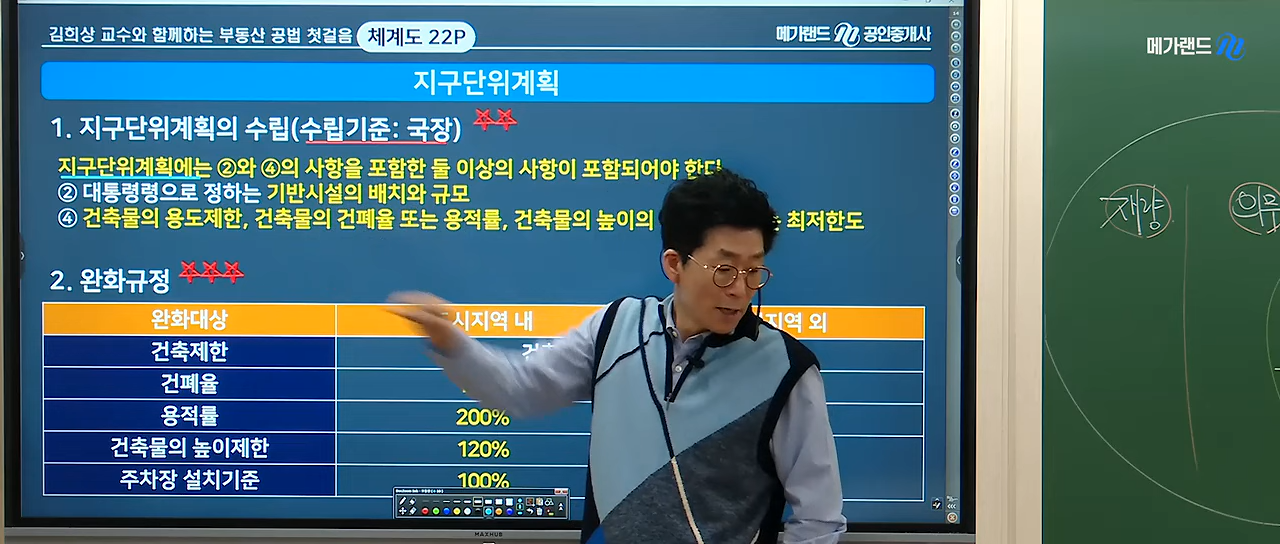 김희상 교수와 함께하는 부동산 공법 첫걸음 체계도 22P
메가랜드 공인중개사
메가랜드
지구단위계획
1. 지구단위계획의 수립(수립기준: 국장)
지구단위계획에는 ②와 ④의 사항을 포함한 둘 이상의 사항이 포함되어야 한다
② 대통령령으로 정하는 기반시설의 배치와 규모
④ 건축물의 용도제한, 건축물의 건폐율 또는 용적률, 건축물의 높이의 최저한도
2. 완화규정
완화대상 시지역 내 지역 외
건축제한
건폐율
용적률 200%
건축물의 높이제한 120%
주차장 설치기준 100%
재량
의무
MAXHUB